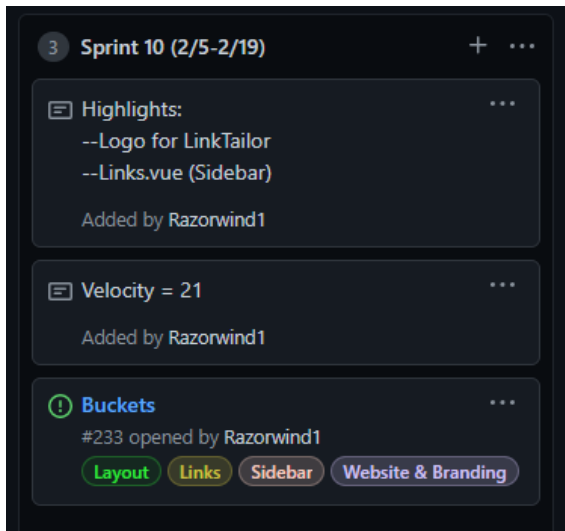 3 Sprint 10 (2/5-2/19)
Highlights:
--Logo for LinkTailor
--Links.vue (Sidebar)
Added by Razorwind1
Velocity = 21
Added by Razorwind1
Buckets
#233 opened by Razorwind1
Layout Links Sidebar Website & Branding